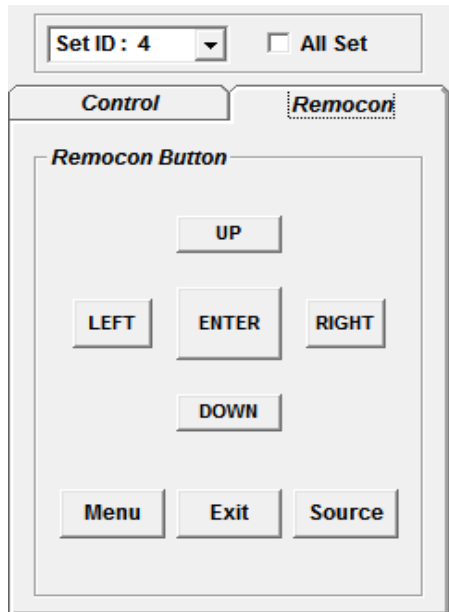 Set ID : 4 All Set
Control Remocon
Remocon Button
UP
LEFT ENTER RIGHT
DOWN
Menu Exit Source